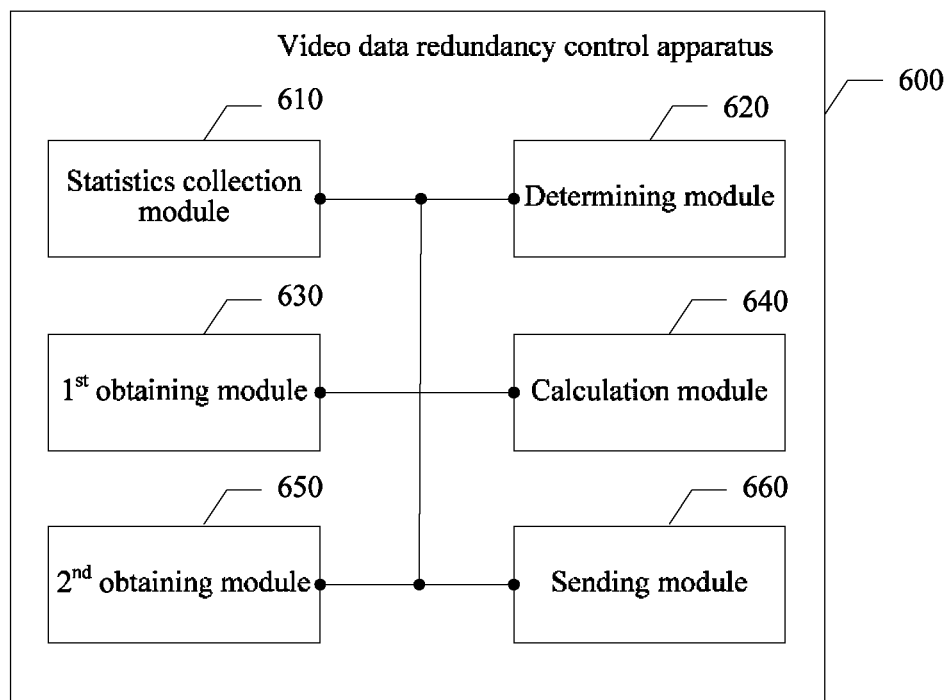 Video data redundancy control apparatus
600
610
620
Statistics collection
module
Determining module
630
640
1st obtaining module
Calculation module
650
660
2nd obtaining module
Sending module